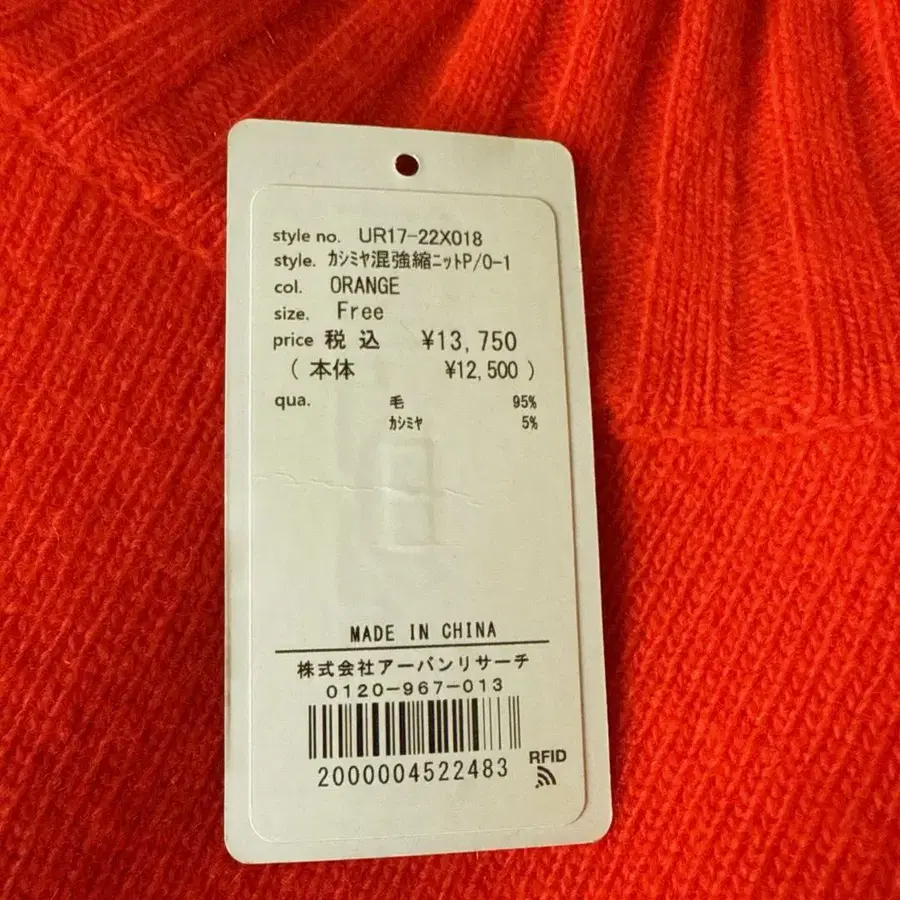 style no. UR17-22X018
style. ｶｼﾐﾔ混強縮ﾆｯﾄP/O-1
col. ORANGE
size. Free
price 税 込 ¥13,750
( 本体 ¥12,500 )
qua. 毛 95%
ｶｼﾐﾔ 5%
MADE IN CHINA
株式会社アーバンリサーチ
0120-967-013
2000004522483
RFID